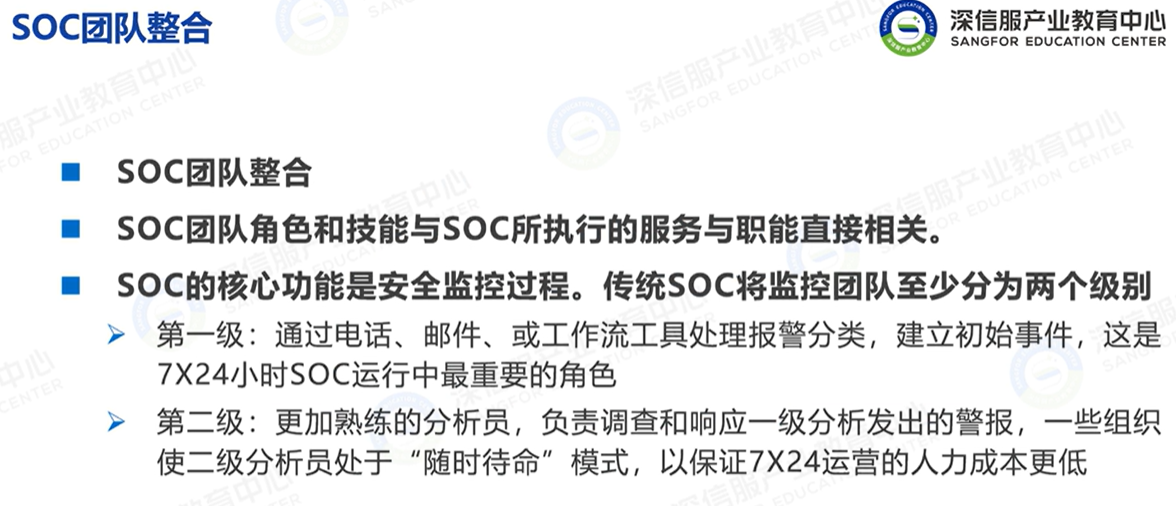 SOC团队整合
深信服产业教育中心
SANGFOR EDUCATION CENTER
SOC团队整合
SOC团队角色和技能与SOC所执行的服务与职能直接相关。
SOC的核心功能是安全监控过程。传统SOC将监控团队至少分为两个级别
第一级：通过电话、邮件、或工作流工具处理报警分类，建立初始事件，这是
7X24小时SOC运行中最重要的角色
第二级：更加熟练的分析员，负责调查和响应一级分析发出的警报，一些组织
使二级分析员处于“随时待命”模式，以保证7X24运营的人力成本更低